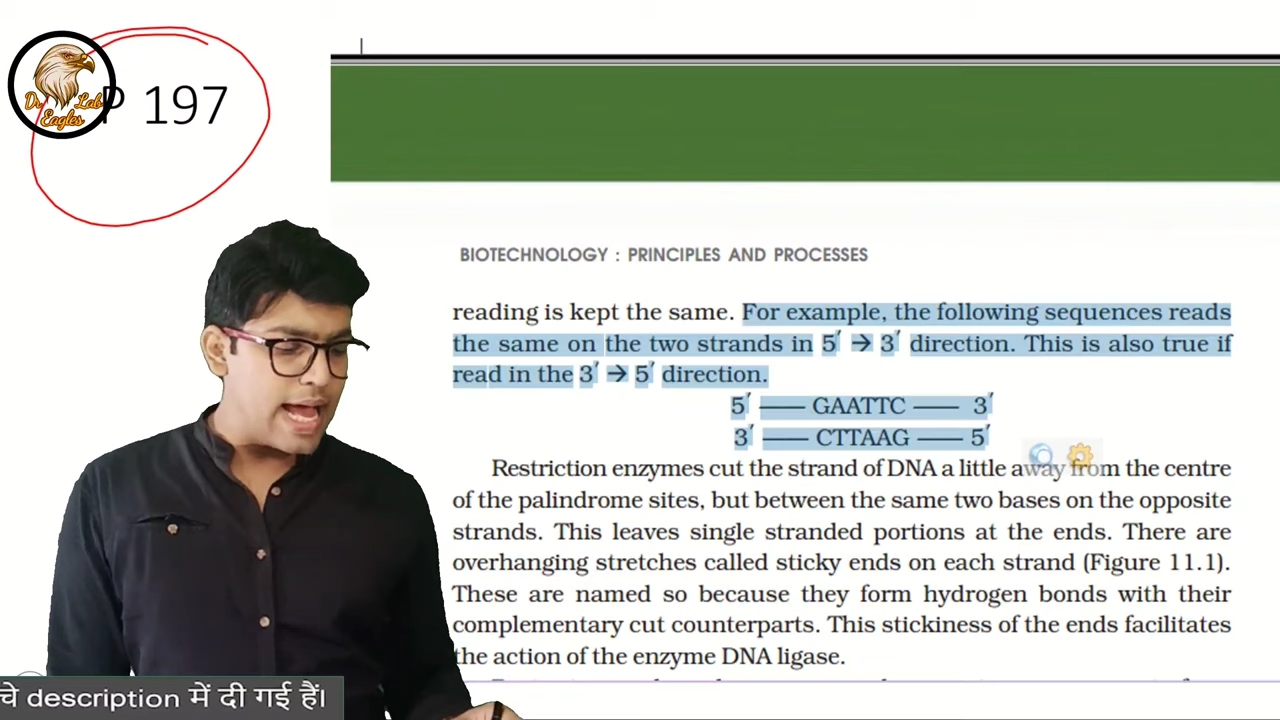 Dr. Lab
Eagles
P 197
BIOTECHNOLOGY : PRINCIPLES AND PROCESSES
reading is kept the same. For example, the following sequences reads
the same on the two strands in 5′ → 3′ direction. This is also true if
read in the 3′ → 5′ direction.
5′ —— GAATTC —— 3′
3′ —— CTTAAG —— 5′
Restriction enzymes cut the strand of DNA a little away from the centre
of the palindrome sites, but between the same two bases on the opposite
strands. This leaves single stranded portions at the ends. There are
overhanging stretches called sticky ends on each strand (Figure 11.1).
These are named so because they form hydrogen bonds with their
complementary cut counterparts. This stickiness of the ends facilitates
the action of the enzyme DNA ligase.
चे description में दी गई हैं।